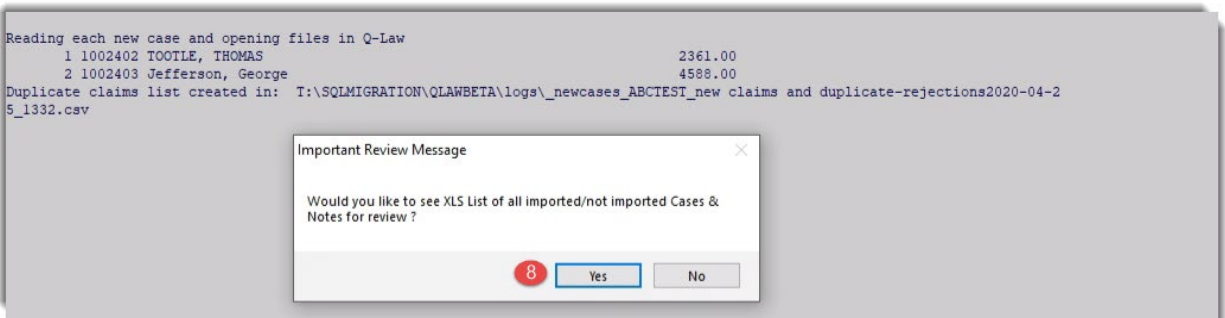 Reading each new case and opening files in Q-Law
1 1002402 TOOTLE, THOMAS 2361.00
2 1002403 Jefferson, George 4588.00
Duplicate claims list created in: T:\SQLMIGRATION\QLAWBETA\logs\_newcases_ABCTEST_new claims and duplicate-rejections2020-04-2
5_1332.csv
Important Review Message
Would you like to see XLS List of all imported/not imported Cases &
Notes for review ?
8 Yes No